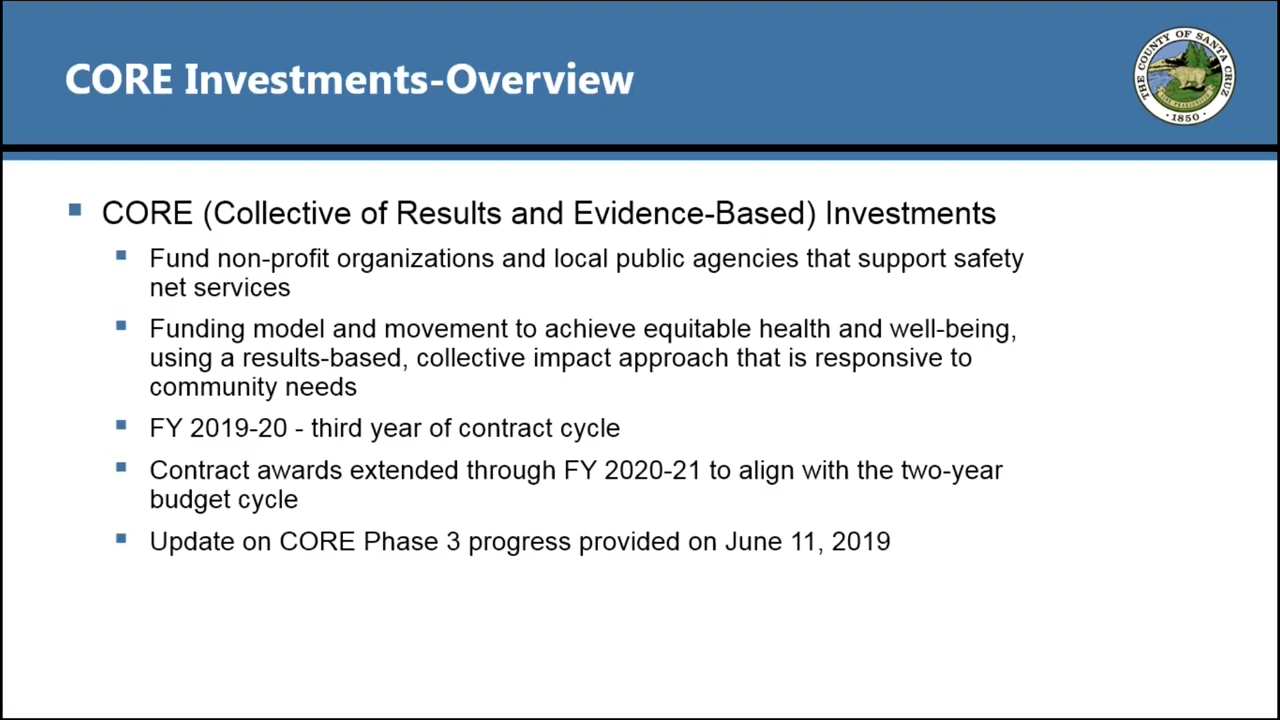 CORE Investments-Overview
THE COUNTY OF SANTA CRUZ
1850
CORE (Collective of Results and Evidence-Based) Investments
Fund non-profit organizations and local public agencies that support safety
net services
Funding model and movement to achieve equitable health and well-being,
using a results-based, collective impact approach that is responsive to
community needs
FY 2019-20 - third year of contract cycle
Contract awards extended through FY 2020-21 to align with the two-year
budget cycle
Update on CORE Phase 3 progress provided on June 11, 2019